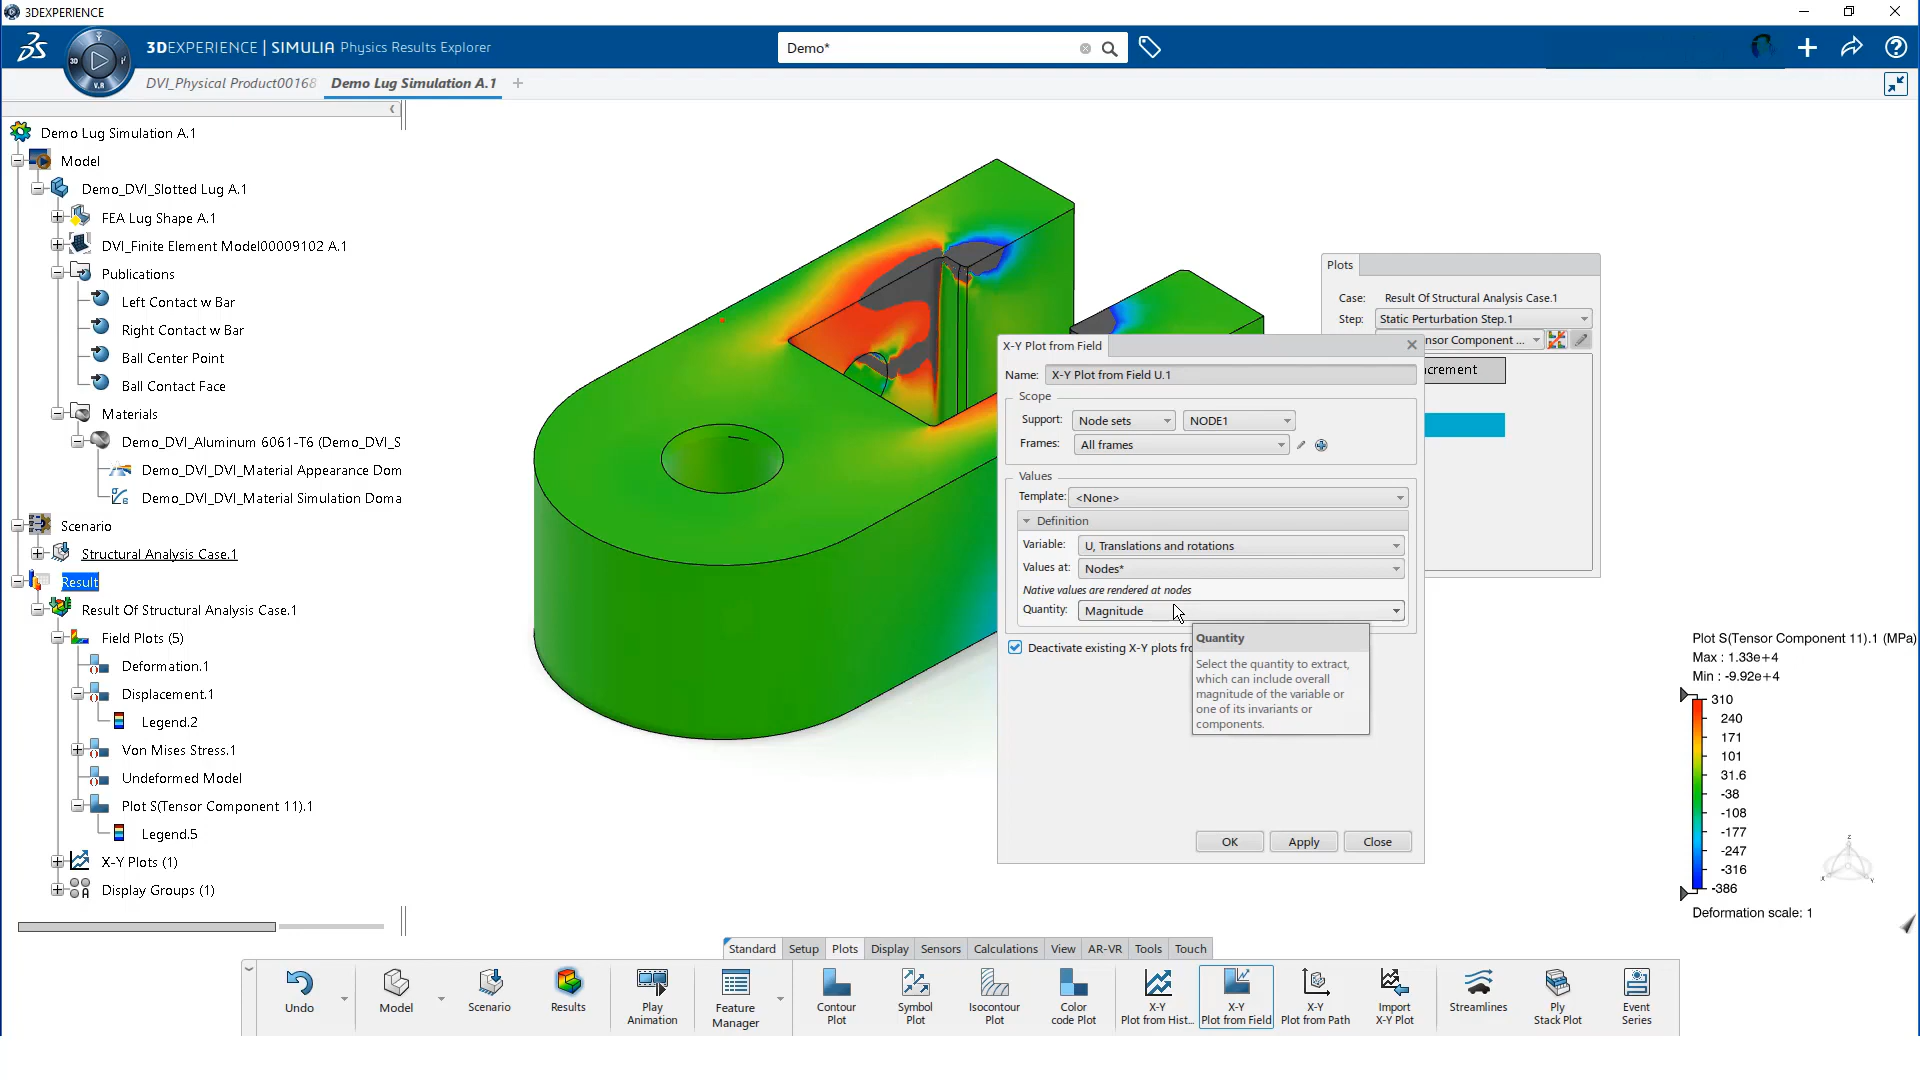 3DEXPERIENCE
3DEXPERIENCE | SIMULIA Physics Results Explorer
Demo*
3D
V.R
DVI_Physical Product00168
Demo Lug Simulation A.1
Demo Lug Simulation A.1
Model
Demo_DVI_Slotted Lug A.1
FEA Lug Shape A.1
DVI_Finite Element Model00009102 A.1
Publications
Left Contact w Bar
Right Contact w Bar
Ball Center Point
Ball Contact Face
Materials
Demo_DVI_Aluminum 6061-T6 (Demo_DVI_S
Demo_DVI_DVI_Material Appearance Dom
Demo_DVI_DVI_Material Simulation Doma
Scenario
Structural Analysis Case.1
Result
Result Of Structural Analysis Case.1
Field Plots (5)
Deformation.1
Displacement.1
Legend.2
Von Mises Stress.1
Undeformed Model
Plot S(Tensor Component 11).1
Legend.5
X-Y Plots (1)
Display Groups (1)
Plots
Case: Result Of Structural Analysis Case.1
Step: Static Perturbation Step.1
nsor Component ...
crement
X-Y Plot from Field
Name: X-Y Plot from Field U.1
Scope
Support: Node sets NODE1
Frames: All frames
Values
Template: <None>
Definition
Variable: U, Translations and rotations
Values at: Nodes*
Native values are rendered at nodes
Quantity: Magnitude
Deactivate existing X-Y plots fro
Quantity
Select the quantity to extract,
which can include overall
magnitude of the variable or
one of its invariants or
components.
OK Apply Close
Plot S(Tensor Component 11).1 (MPa)
Max : 1.33e+4
Min : -9.92e+4
310
240
171
101
31.6
-38
-108
-177
-247
-316
-386
Deformation scale: 1
Standard Setup Plots Display Sensors Calculations View AR-VR Tools Touch
Undo
Model
Scenario
Results
Play
Animation
Feature
Manager
Contour
Plot
Symbol
Plot
Isocontour
Plot
Color
code Plot
X-Y
Plot from Hist...
X-Y
Plot from Field
X-Y
Plot from Path
Import
X-Y Plot
Streamlines
Ply
Stack Plot
Event
Series